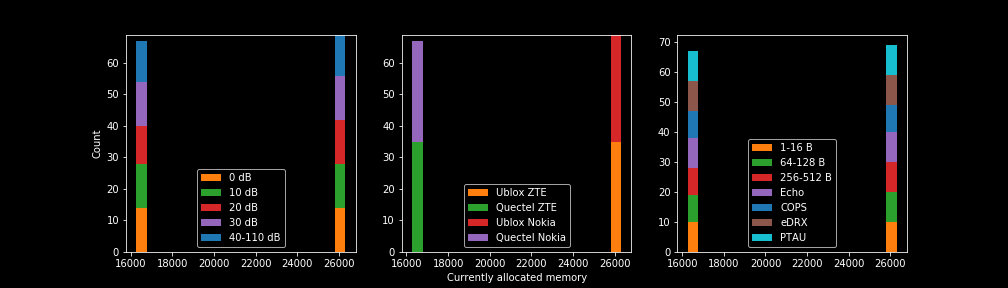 Count
60
50
40
30
20
10
0
0 dB
10 dB
20 dB
30 dB
40-110 dB
16000 18000 20000 22000 24000 26000
60
50
40
30
20
10
0
Ublox ZTE
Quectel ZTE
Ublox Nokia
Quectel Nokia
16000 18000 20000 22000 24000 26000
Currently allocated memory
70
60
50
40
30
20
10
0
1-16 B
64-128 B
256-512 B
Echo
COPS
eDRX
PTAU
16000 18000 20000 22000 24000 26000